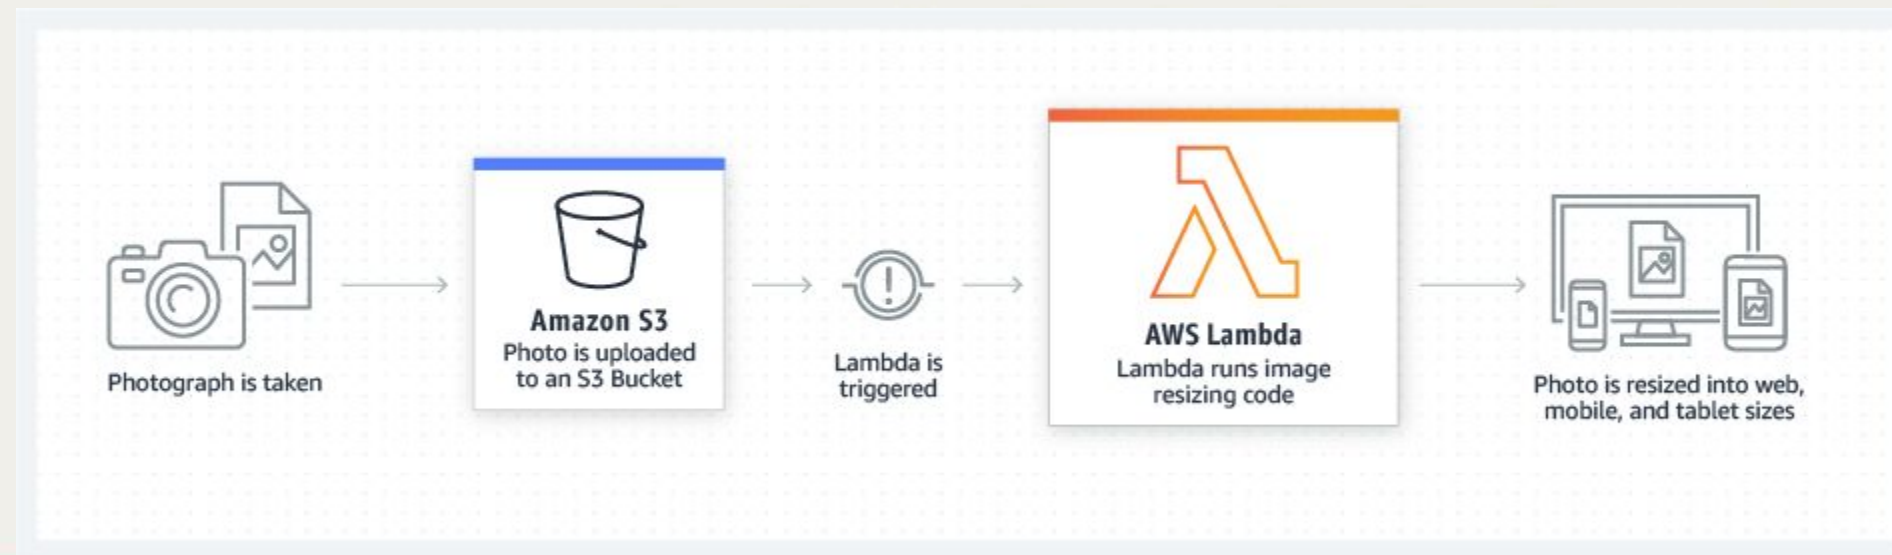 Photograph is taken
Amazon S3
Photo is uploaded
to an S3 Bucket
Lambda is
triggered
AWS Lambda
Lambda runs image
resizing code
Photo is resized into web,
mobile, and tablet sizes